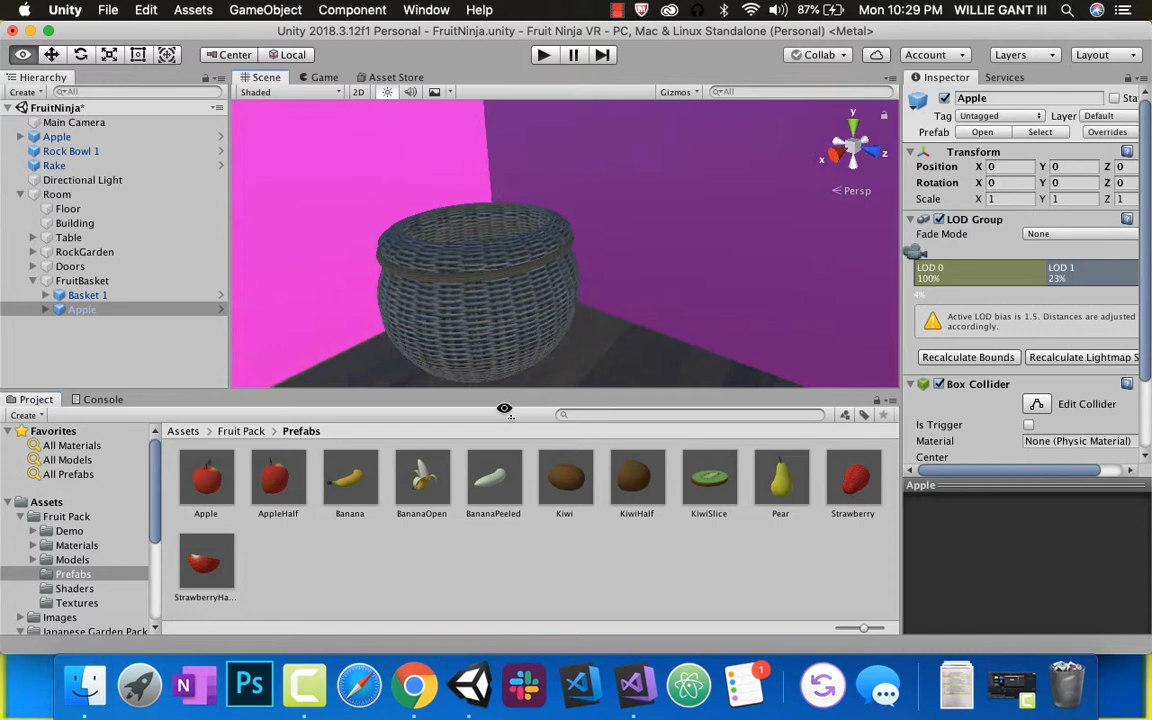 Unity File Edit Assets GameObject Component Window Help 87% Sun 10:29 PM WILLIE GANT III
Unity 2018.3.12f1 Personal - FruitNinja.unity - Fruit Ninja VR - PC, Mac & Linux Standalone (Personal) <Metal>
Center Local Collab Account Layers Layout
Hierarchy Scene Game Asset Store Inspector Services
Create All Shaded 2D Gizmos All
FruitNinja*
Main Camera
Apple
Rock Bowl 1
Rake
Directional Light
Room
Floor
Building
Table
RockGarden
Doors
FruitBasket
Basket 1
Apple
y
x z
Persp
Apple Sta
Tag Untagged Layer Default
Prefab Open Select Overrides
Transform
Position X 0 Y 0 Z 0
Rotation X 0 Y 0 Z 0
Scale X 1 Y 1 Z 1
LOD Group
Fade Mode None
LOD 0 LOD 1
100% 23%
4%
Active LOD bias is 1.5. Distances are adjusted
accordingly.
Recalculate Bounds Recalculate Lightmap S
Box Collider
Edit Collider
Is Trigger
Material None (Physic Material)
Center
Apple
Project Console
Create
Favorites
All Materials
All Models
All Prefabs
Assets
Fruit Pack
Demo
Materials
Models
Prefabs
Shaders
Textures
Images
Japanese Garden Pack
Assets Fruit Pack Prefabs
Apple AppleHalf Banana BananaOpen BananaPeeled Kiwi KiwiHalf KiwiSlice Pear Strawberry
StrawberryHa...
N Ps 1